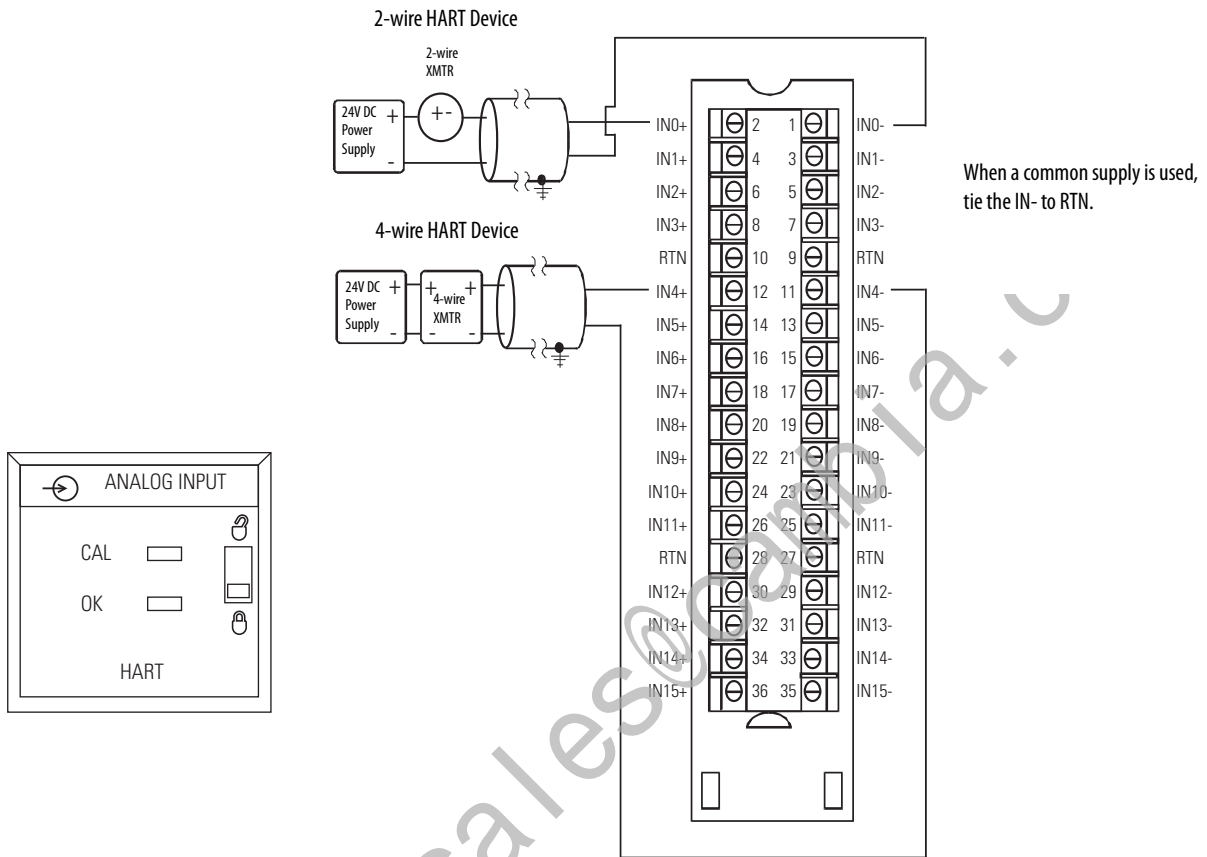 2-wire HART Device
2-wire
XMTR
24V DC
Power
Supply
+
-
+ -
4-wire HART Device
24V DC
Power
Supply
+
-
+ +
4-wire
XMTR
- -
When a common supply is used,
tie the IN- to RTN.
IN0+ 2 1 IN0-
IN1+ 4 3 IN1-
IN2+ 6 5 IN2-
IN3+ 8 7 IN3-
RTN 10 9 RTN
IN4+ 12 11 IN4-
IN5+ 14 13 IN5-
IN6+ 16 15 IN6-
IN7+ 18 17 IN7-
IN8+ 20 19 IN8-
IN9+ 22 21 IN9-
IN10+ 24 23 IN10-
IN11+ 26 25 IN11-
RTN 28 27 RTN
IN12+ 30 29 IN12-
IN13+ 32 31 IN13-
IN14+ 34 33 IN14-
IN15+ 36 35 IN15-
ANALOG INPUT
CAL
OK
HART
sales@cambia.c